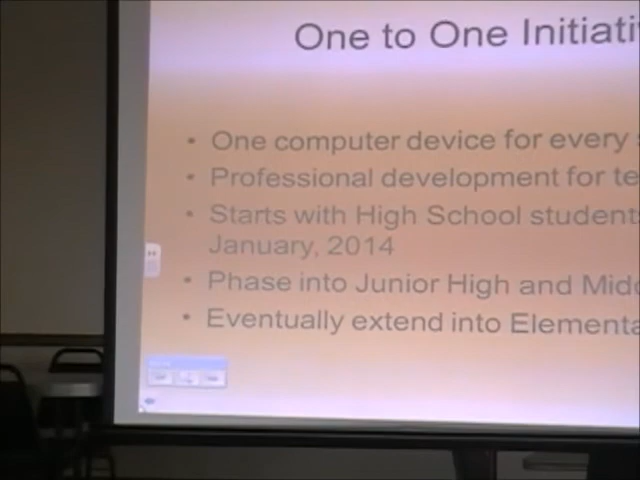 One to One Initiati
• One computer device for every
• Professional development for te
• Starts with High School student
January, 2014
• Phase into Junior High and Midd
• Eventually extend into Elementa